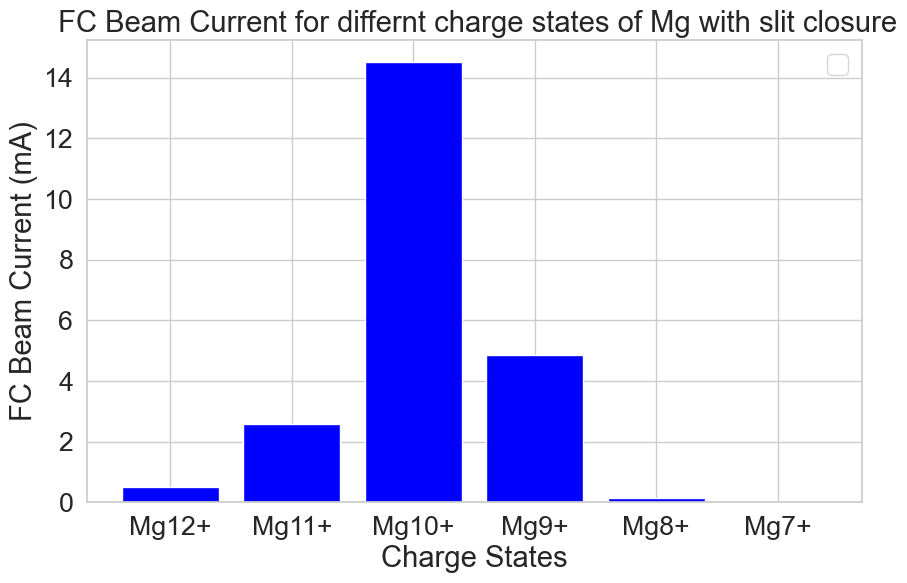 FC Beam Current for differnt charge states of Mg with slit closure
FC Beam Current (mA)
14
12
10
8
6
4
2
0
Mg12+ Mg11+ Mg10+ Mg9+ Mg8+ Mg7+
Charge States